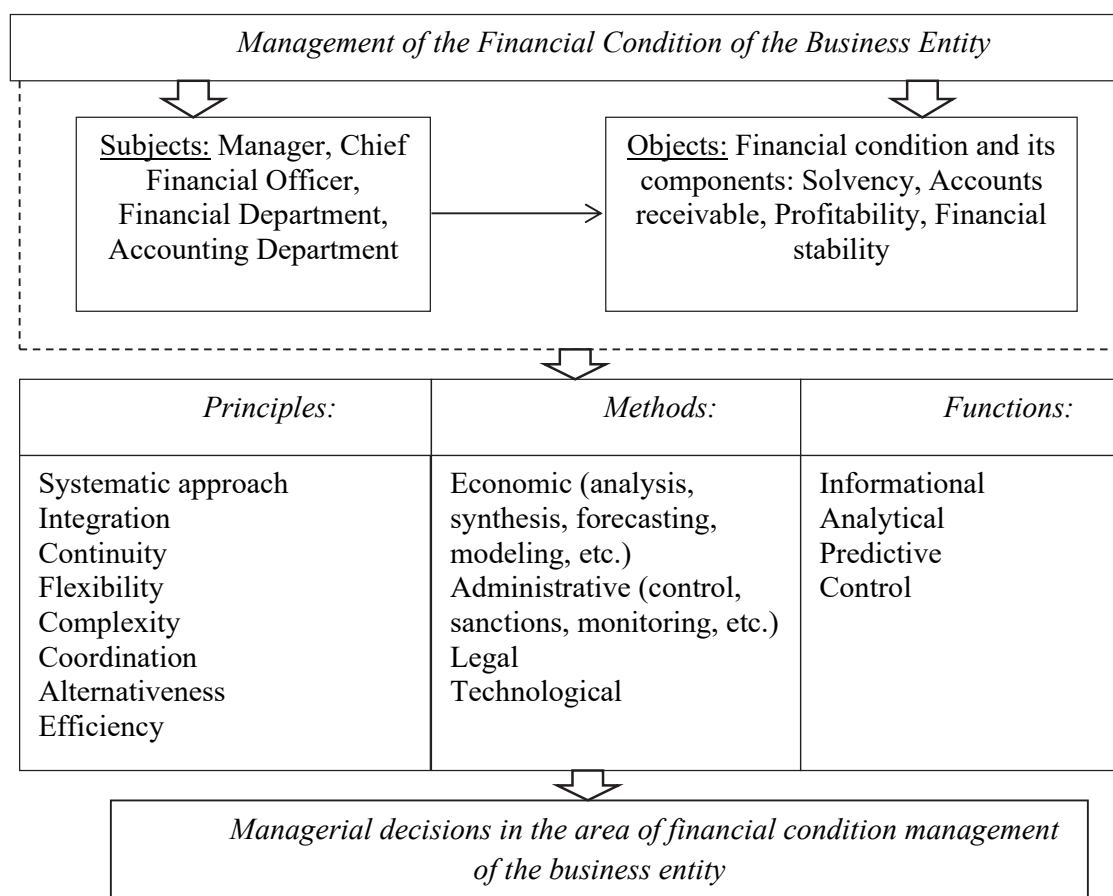 Management of the Financial Condition of the Business Entity
Subjects: Manager, Chief
Financial Officer,
Financial Department,
Accounting Department
Objects: Financial condition and its
components: Solvency, Accounts
receivable, Profitability, Financial
stability
Principles:
Methods:
Functions:
Systematic approach
Integration
Continuity
Flexibility
Complexity
Coordination
Alternativeness
Efficiency
Economic (analysis,
synthesis, forecasting,
modeling, etc.)
Administrative (control,
sanctions, monitoring, etc.)
Legal
Technological
Informational
Analytical
Predictive
Control
Managerial decisions in the area of financial condition management
of the business entity